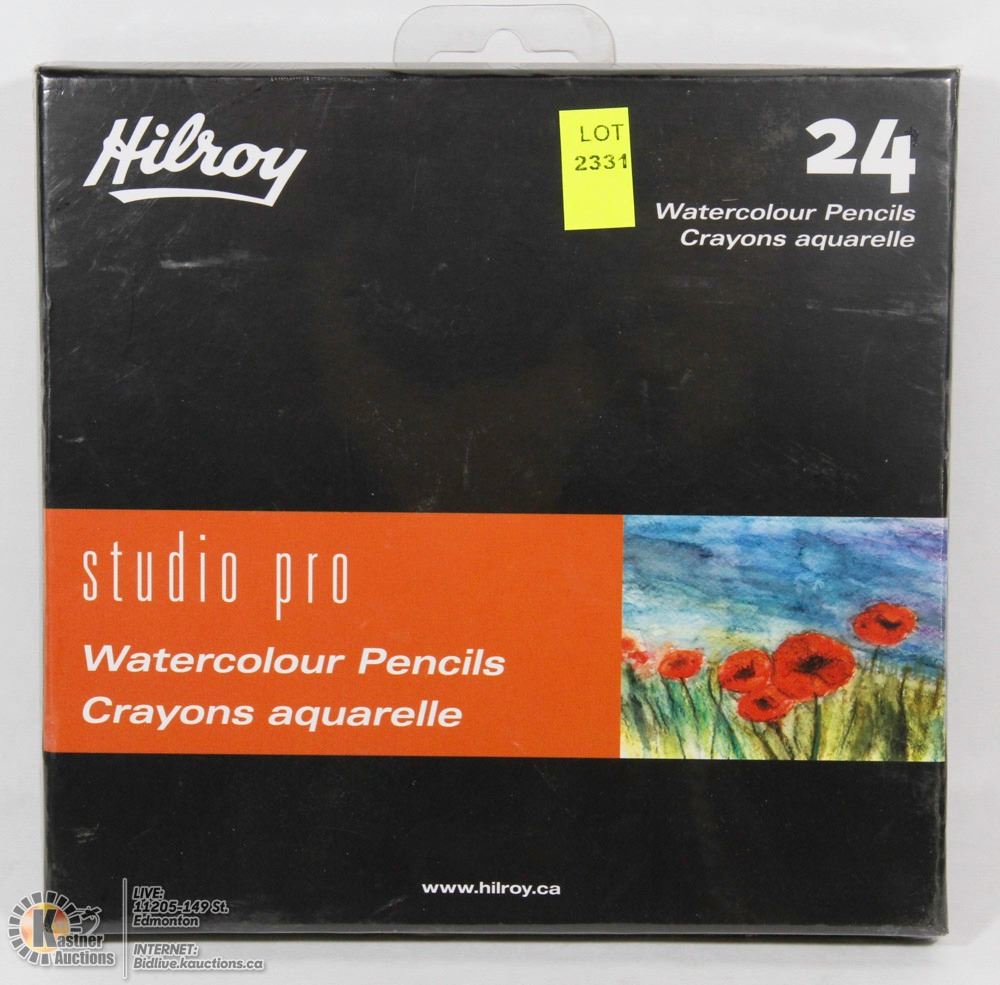 Hilroy
LOT
2331
24
Watercolour Pencils
Crayons aquarelle
studio pro
Watercolour Pencils
Crayons aquarelle
www.hilroy.ca
Kastner
Auctions
LIVE:
11205-149 St.
Edmonton
INTERNET:
Bidlive.kauctions.ca